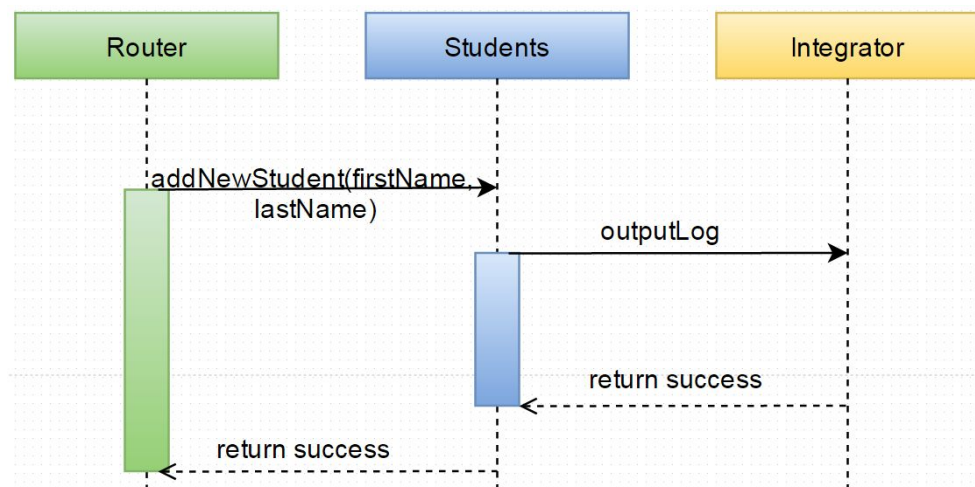 Router
Students
Integrator
addNewStudent(firstName,
lastName)
outputLog
return success
return success